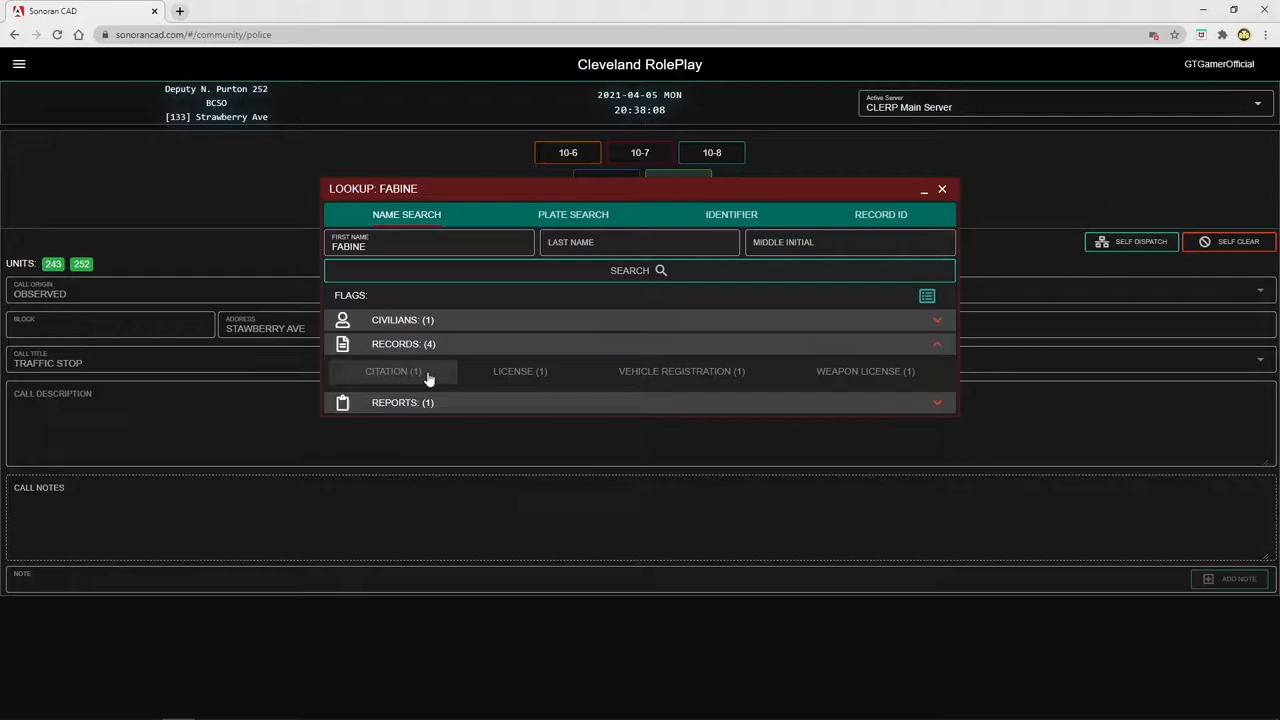 Sonoran CAD
sonorancad.com/#/community/police
Cleveland RolePlay
GTGamerOfficial
Deputy N. Purton 252
BCSO
[133] Strawberry Ave
2021-04-05 MON
20:38:08
Active Server
CLERP Main Server
10-6
10-7
10-8
LOOKUP: FABINE
NAME SEARCH
PLATE SEARCH
IDENTIFIER
RECORD ID
FIRST NAME
FABINE
LAST NAME
MIDDLE INITIAL
SEARCH
FLAGS:
CIVILIANS: (1)
RECORDS: (4)
CITATION (1)
LICENSE (1)
VEHICLE REGISTRATION (1)
WEAPON LICENSE (1)
REPORTS: (1)
SELF DISPATCH
SELF CLEAR
UNITS: 243 252
CALL ORIGIN
OBSERVED
BLOCK
ADDRESS
STAWBERRY AVE
CALL TITLE
TRAFFIC STOP
CALL DESCRIPTION
CALL NOTES
NOTE
ADD NOTE